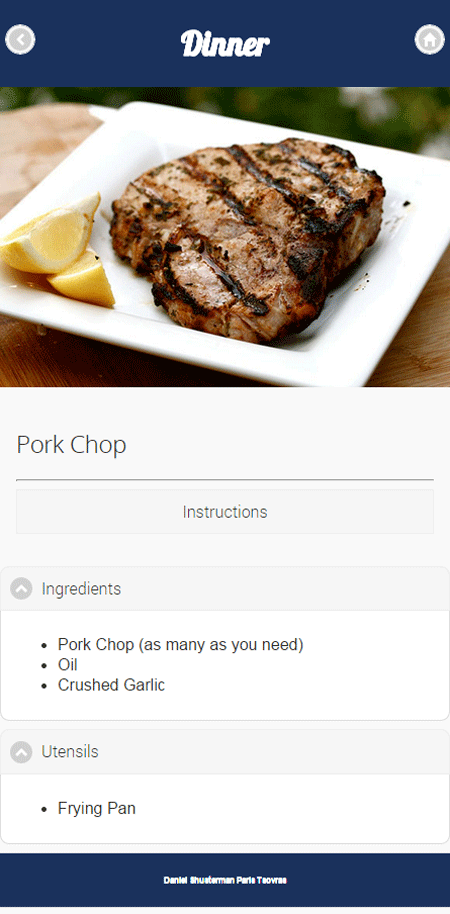 Dinner
Pork Chop
Instructions
Ingredients
Pork Chop (as many as you need)
Oil
Crushed Garlic
Utensils
Frying Pan
Daniel Shusterman Paris Tsovras